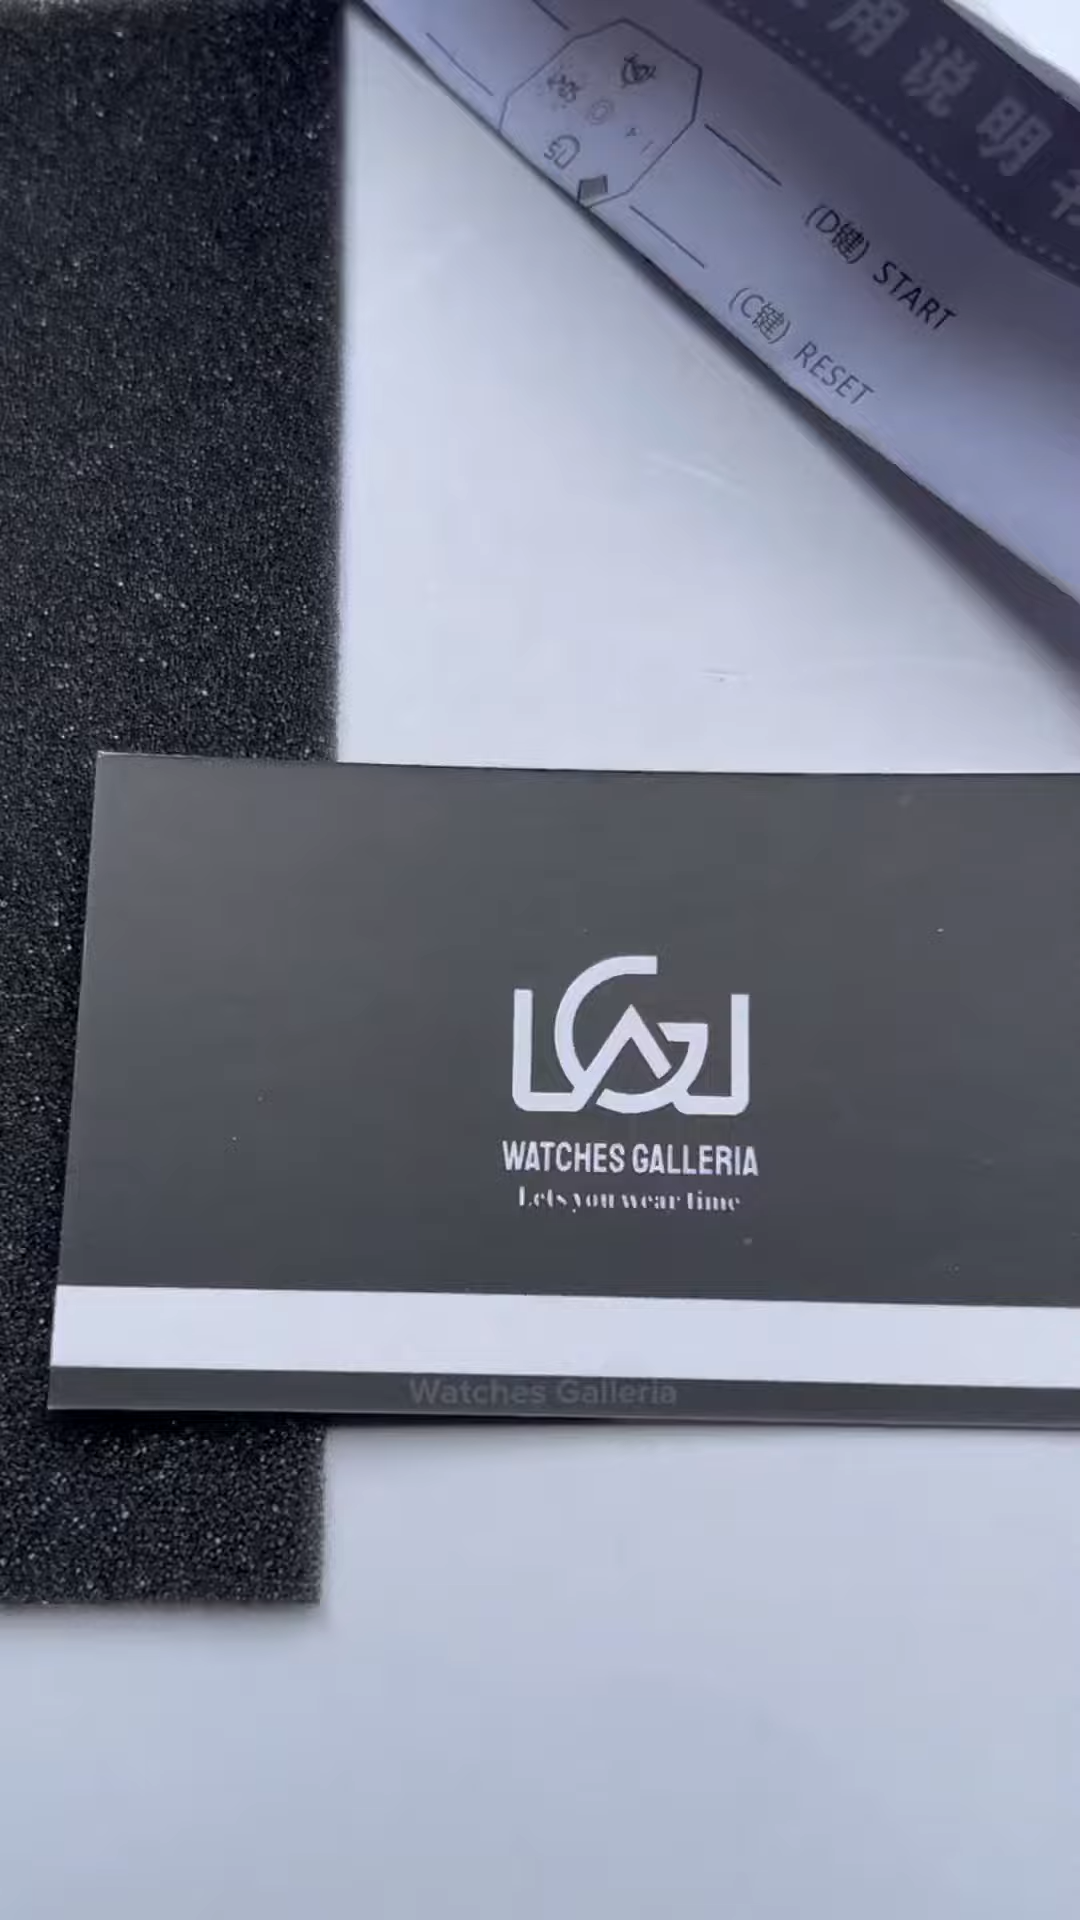 用说明书
(D键) START
(C键) RESET
WATCHES GALLERIA
Lets you wear time
Watches Galleria